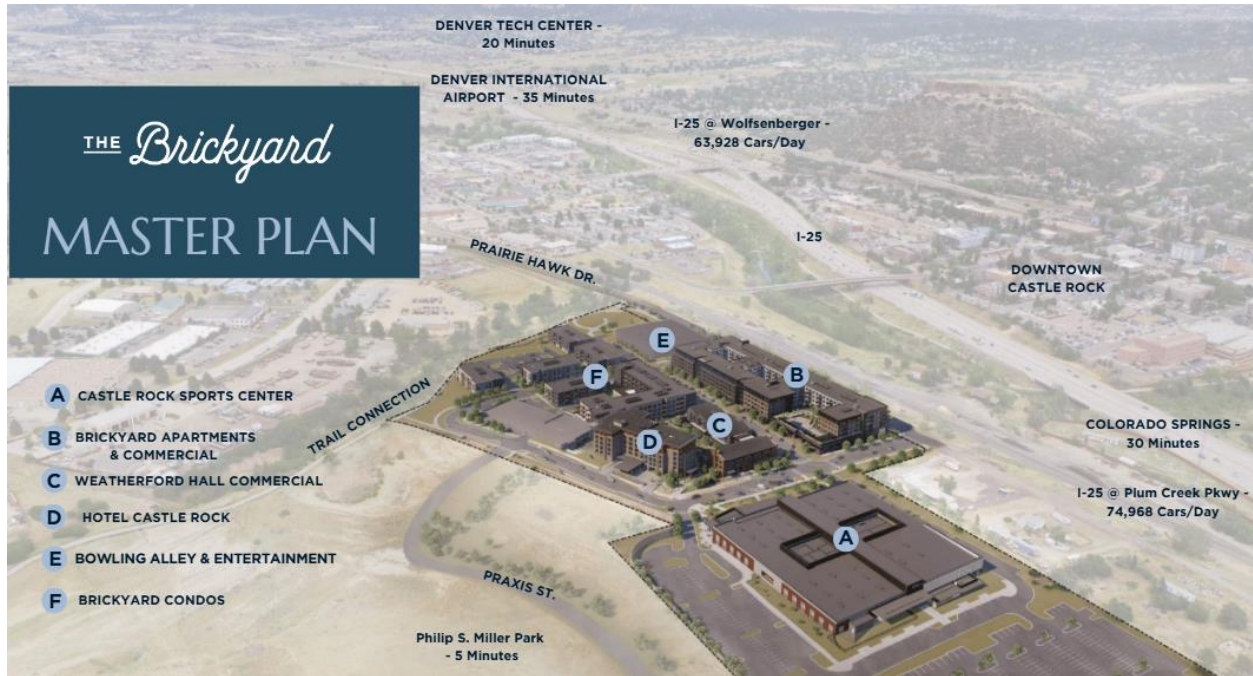 DENVER TECH CENTER -
20 Minutes
DENVER INTERNATIONAL
AIRPORT - 35 Minutes
THE Brickyard
MASTER PLAN
I-25 @ Wolfsenberger -
63,928 Cars/Day
PRAIRIE HAWK DR.
I-25
DOWNTOWN
CASTLE ROCK
E
B
F
C
D
A
TRAIL CONNECTION
A CASTLE ROCK SPORTS CENTER
B BRICKYARD APARTMENTS
& COMMERCIAL
C WEATHERFORD HALL COMMERCIAL
D HOTEL CASTLE ROCK
E BOWLING ALLEY & ENTERTAINMENT
F BRICKYARD CONDOS
COLORADO SPRINGS -
30 Minutes
I-25 @ Plum Creek Pkwy -
74,968 Cars/Day
PRAXIS ST.
Philip S. Miller Park
- 5 Minutes